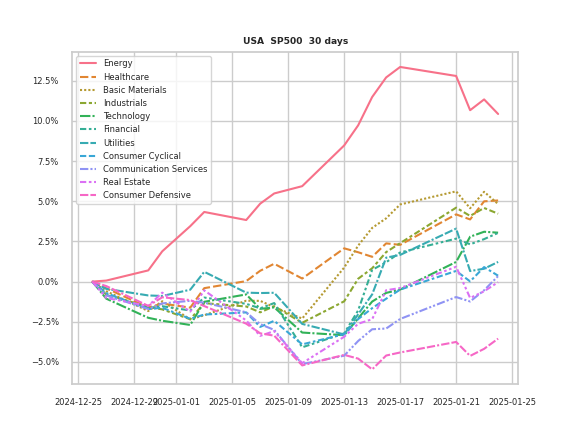 USA  SP500  30 days
Energy
Healthcare
Basic Materials
Industrials
Technology
Financial
Utilities
Consumer Cyclical
Communication Services
Real Estate
Consumer Defensive
12.5%
10.0%
7.5%
5.0%
2.5%
0.0%
−2.5%
−5.0%
2024-12-25 2024-12-29 2025-01-01 2025-01-05 2025-01-09 2025-01-13 2025-01-17 2025-01-21 2025-01-25